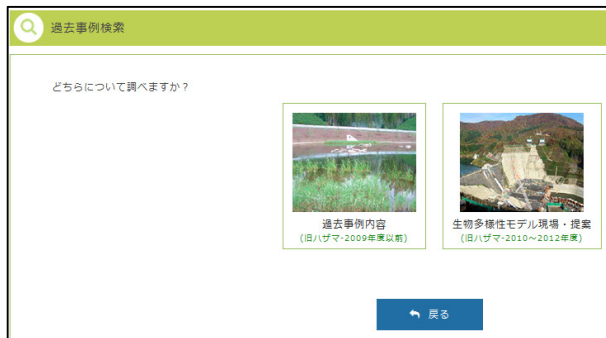 過去事例検索
どちらについて調べますか？
過去事例内容
(旧ハザマ-2009年度以前)
生物多様性モデル現場・提案
(旧ハザマ-2010～2012年度)
戻る